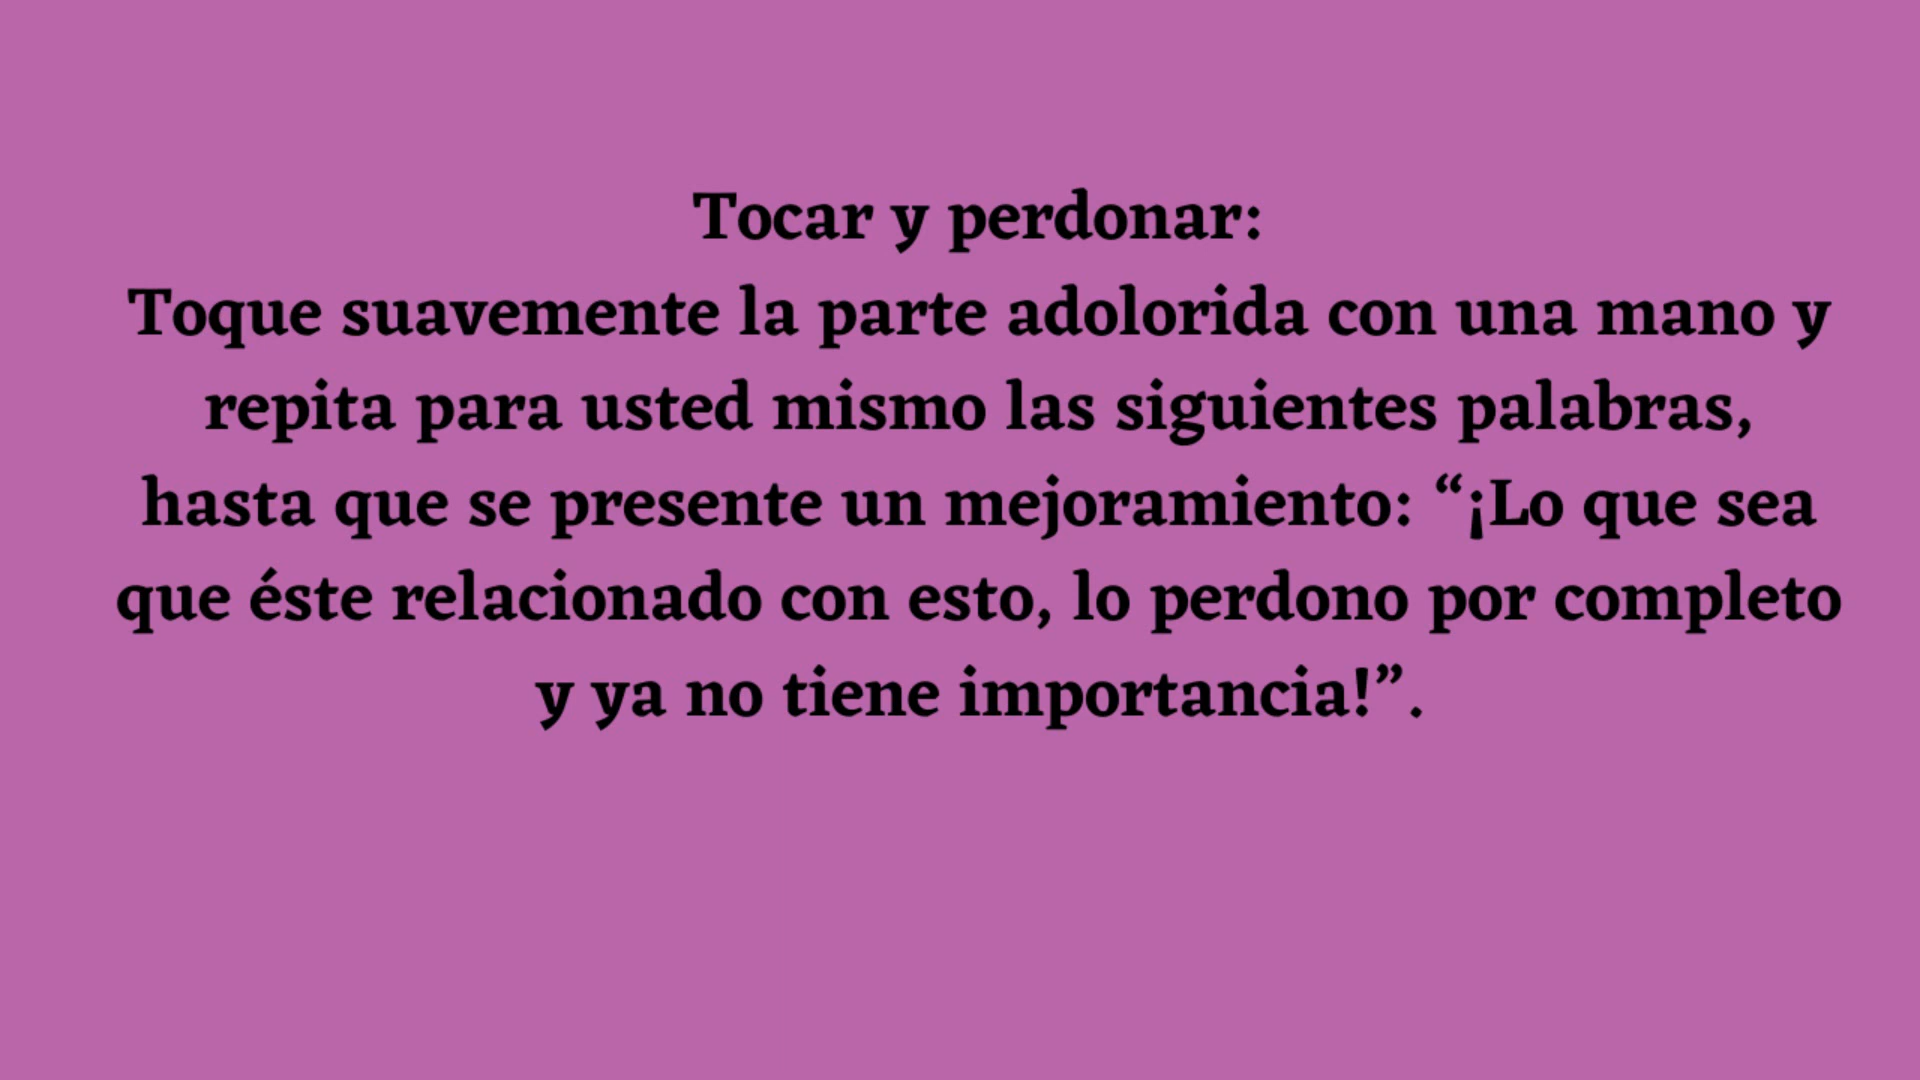 Tocar y perdonar:
Toque suavemente la parte adolorida con una mano y
repita para usted mismo las siguientes palabras,
hasta que se presente un mejoramiento: “¡Lo que sea
que éste relacionado con esto, lo perdono por completo
y ya no tiene importancia!”.